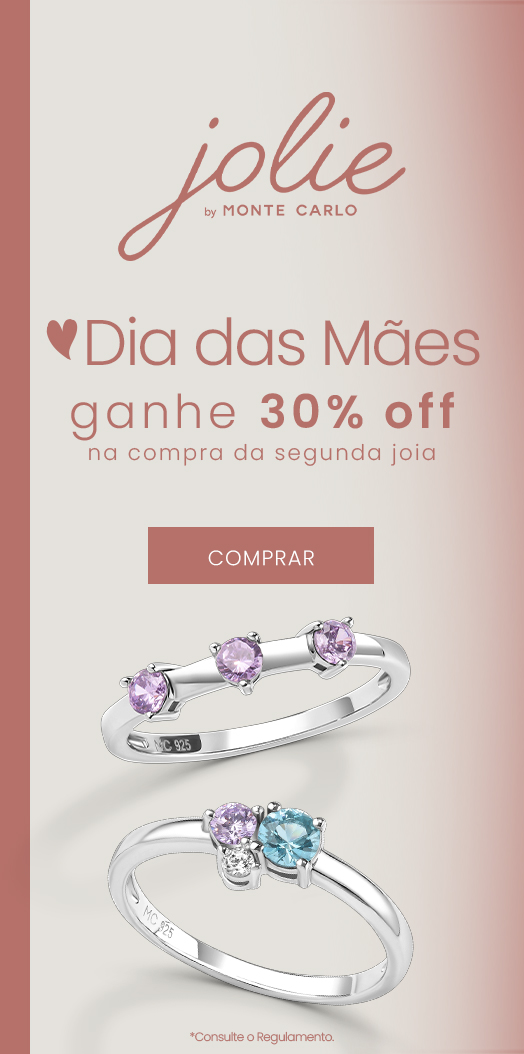 jolie
by MONTE CARLO
Dia das Mães
ganhe 30% off
na compra da segunda joia
COMPRAR
MC 925
MC 925
*Consulte o Regulamento.